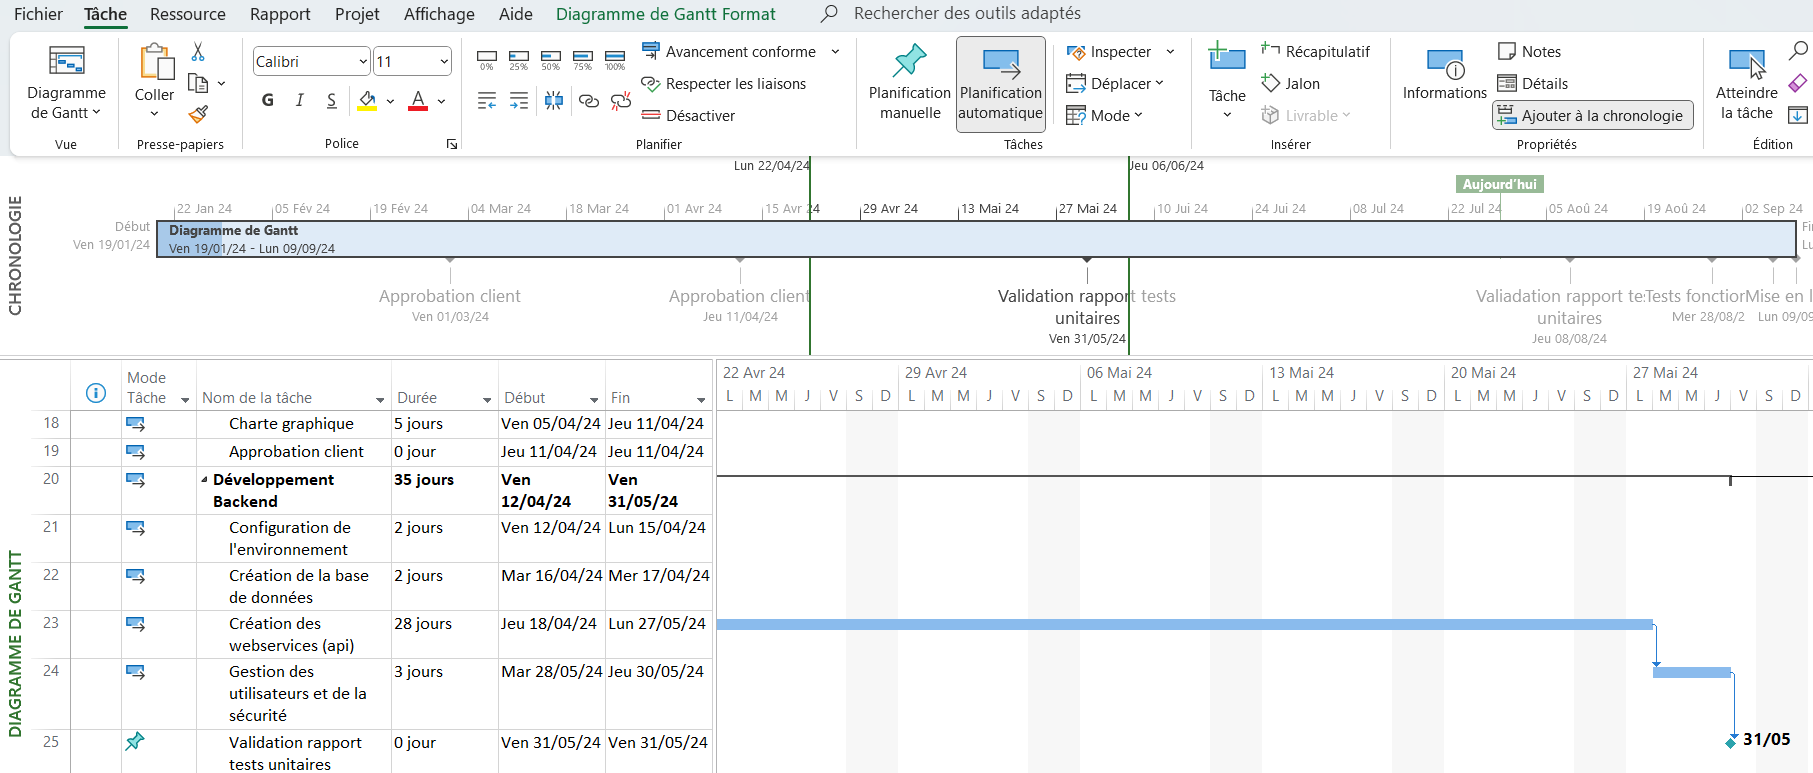 Fichier Tâche Ressource Rapport Projet Affichage Aide Diagramme de Gantt Format Rechercher des outils adaptés
Diagramme de Gantt
Vue
Coller
Presse-papiers
Calibri 11
G I S A
Police
0% 25% 50% 75% 100%
Avancement conforme
Respecter les liaisons
Désactiver
Planifier
Planification manuelle
Planification automatique
Inspecter
Déplacer
Mode
Tâches
Tâche
Récapitulatif
Jalon
Livrable
Insérer
Informations
Notes
Détails
Ajouter à la chronologie
Propriétés
Atteindre la tâche
Édition
CHRONOLOGIE
Lun 22/04/24 Jeu 06/06/24
Aujourd'hui
22 Jan 24 05 Fév 24 19 Fév 24 04 Mar 24 18 Mar 24 01 Avr 24 15 Avr 24 29 Avr 24 13 Mai 24 27 Mai 24 10 Jui 24 24 Jui 24 08 Jul 24 22 Jul 24 05 Aoû 24 19 Aoû 24 02 Sep 24
Début
Ven 19/01/24
Diagramme de Gantt
Ven 19/01/24 - Lun 09/09/24
Approbation client
Ven 01/03/24
Approbation client
Jeu 11/04/24
Validation rapport tests
unitaires
Ven 31/05/24
Valiadation rapport te
unitaires
Jeu 08/08/24
Tests fonction
Mer 28/08/2
Mise en l
Lun 09/09
DIAGRAMME DE GANTT
Mode Tâche Nom de la tâche Durée Début Fin
22 Avr 24 29 Avr 24 06 Mai 24 13 Mai 24 20 Mai 24 27 Mai 24
L M M J V S D L M M J V S D L M M J V S D L M M J V S D L M M J V S D L M M J V S D
18 Charte graphique 5 jours Ven 05/04/24 Jeu 11/04/24
19 Approbation client 0 jour Jeu 11/04/24 Jeu 11/04/24
20 Développement Backend 35 jours Ven 12/04/24 Ven 31/05/24
21 Configuration de l'environnement 2 jours Ven 12/04/24 Lun 15/04/24
22 Création de la base de données 2 jours Mar 16/04/24 Mer 17/04/24
23 Création des webservices (api) 28 jours Jeu 18/04/24 Lun 27/05/24
24 Gestion des utilisateurs et de la sécurité 3 jours Mar 28/05/24 Jeu 30/05/24
25 Validation rapport tests unitaires 0 jour Ven 31/05/24 Ven 31/05/24
31/05